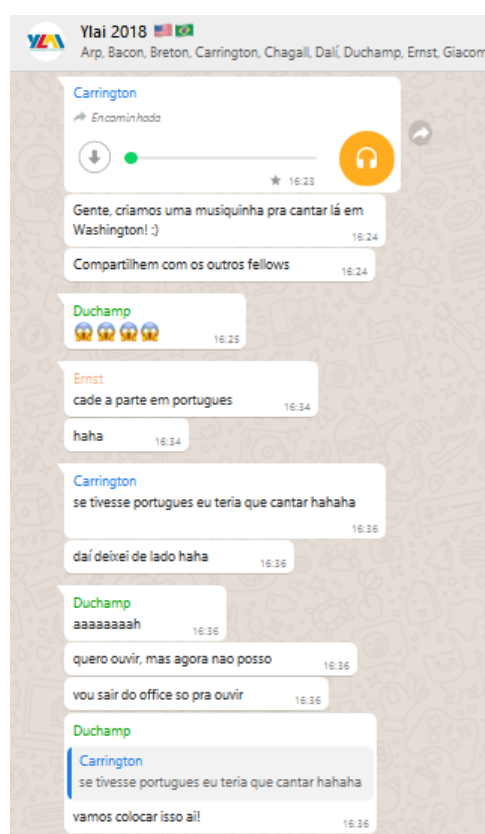 YLAI
Ylai 2018 🇺🇸🇧🇷
Arp, Bacon, Breton, Carrington, Chagall, Dalí, Duchamp, Ernst, Giacom
Carrington
Encaminhada
16:23
Gente, criamos uma musiquinha pra cantar lá em
Washington! :)
16:24
Compartilhem com os outros fellows
16:24
Duchamp
😱😱😱😱
16:25
Ernst
cade a parte em portugues
16:34
haha
16:34
Carrington
se tivesse portugues eu teria que cantar hahaha
16:36
daí deixei de lado haha
16:36
Duchamp
aaaaaaaah
16:36
quero ouvir, mas agora nao posso
16:36
vou sair do office so pra ouvir
16:36
Duchamp
Carrington
se tivesse portugues eu teria que cantar hahaha
vamos colocar isso ai!
16:36